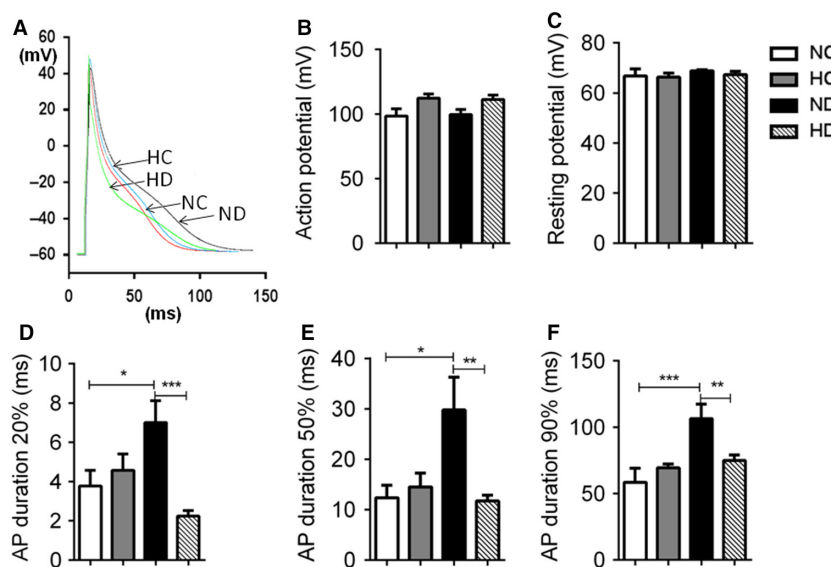 A
60
(mV)
40
20
0
−20
−40
−60
HC
HD
NC
ND
0 50 100 150
(ms)
B
Action potential (mV)
150
100
50
0
C
Resting potential (mV)
80
60
40
20
0
HC
ND
D
AP duration 20% (ms)
10
8
6
4
2
0
*
***
E
AP duration 50% (ms)
40
30
20
10
0
*
**
F
AP duration 90% (ms)
150
100
50
0
***
**